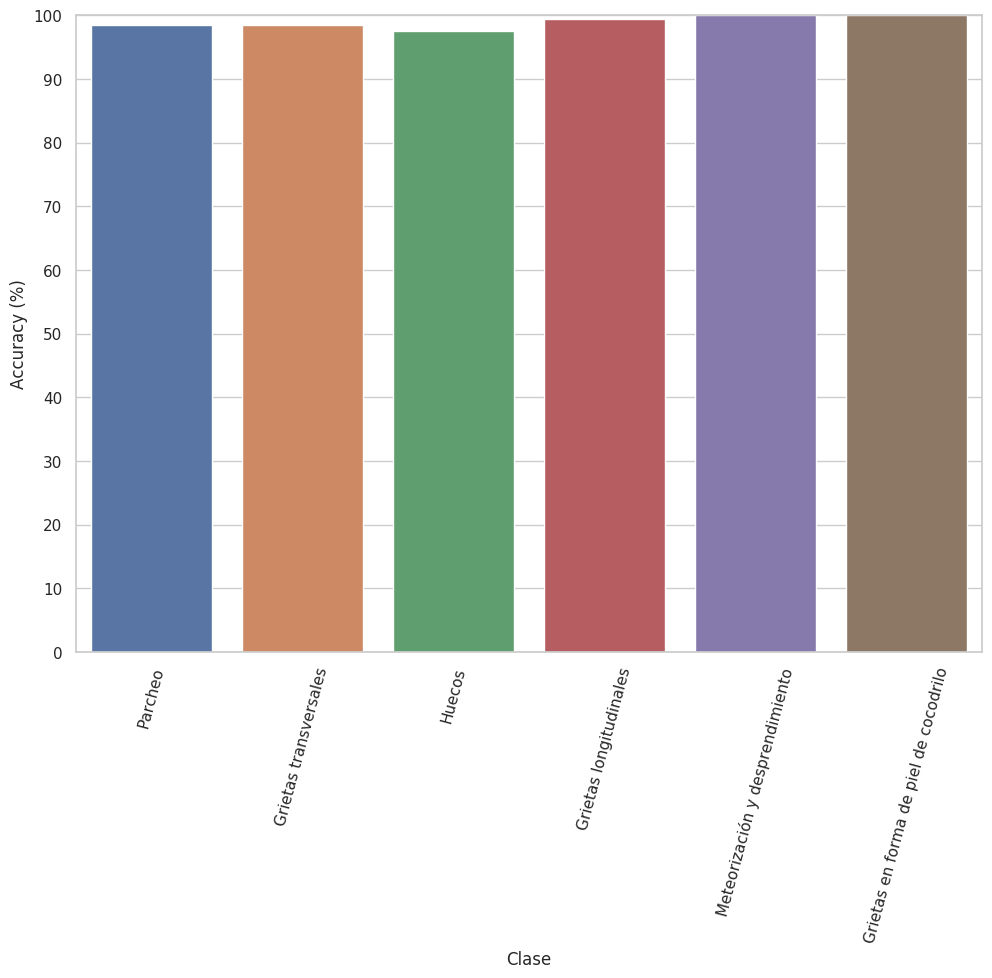 100
90
80
70
60
50
40
30
20
10
0
Accuracy (%)
Parcheo
Grietas transversales
Huecos
Grietas longitudinales
Meteorización y desprendimiento
Grietas en forma de piel de cocodrilo
Clase